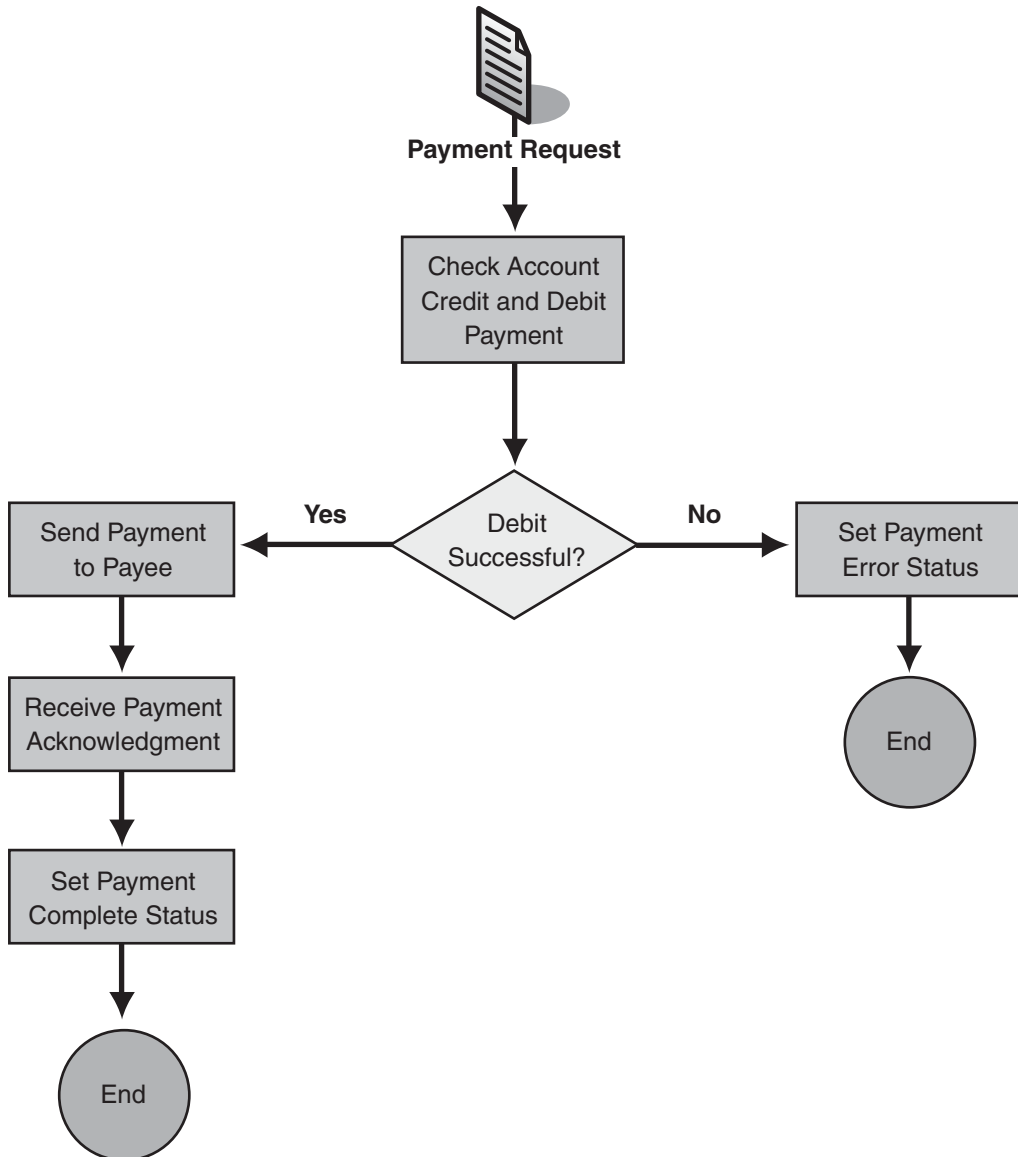 Payment Request
Check Account
Credit and Debit
Payment
Debit
Successful?
Yes
No
Send Payment
to Payee
Set Payment
Error Status
Receive Payment
Acknowledgment
End
Set Payment
Complete Status
End